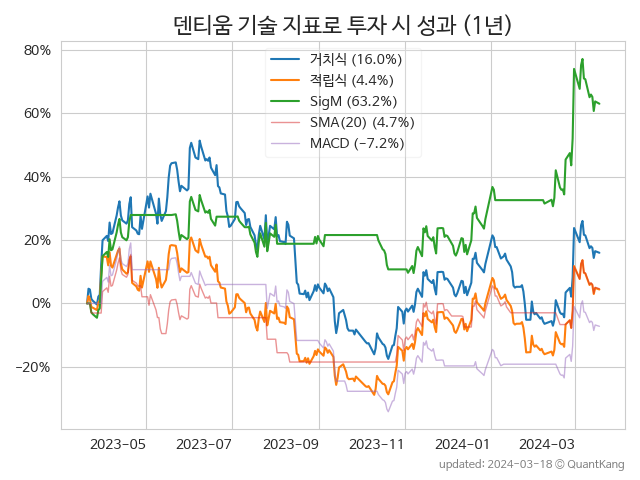 덴티움 기술 지표로 투자 시 성과 (1년)
80%
60%
40%
20%
0%
−20%
거치식 (16.0%)
적립식 (4.4%)
SigM (63.2%)
SMA(20) (4.7%)
MACD (−7.2%)
2023-05 2023-07 2023-09 2023-11 2024-01 2024-03
updated: 2024-03-18 © QuantKang